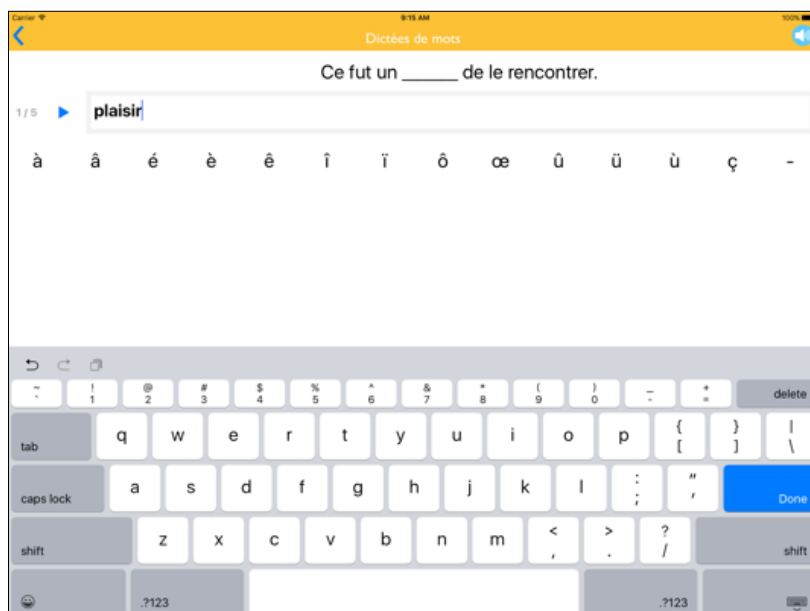 Carrier 9:15 AM 100%
Dictées de mots
Ce fut un ______ de le rencontrer.
1 / 5 plaisir
à â é è ê î ï ô œ û ü ù ç -
~ ! @ # $ % ^ & * ( ) _ +
` 1 2 3 4 5 6 7 8 9 0 - = delete
tab q w e r t y u i o p { [ } ] | \
caps lock a s d f g h j k l : ; " ' Done
shift z x c v b n m < , > . ? / shift
.?123 .?123